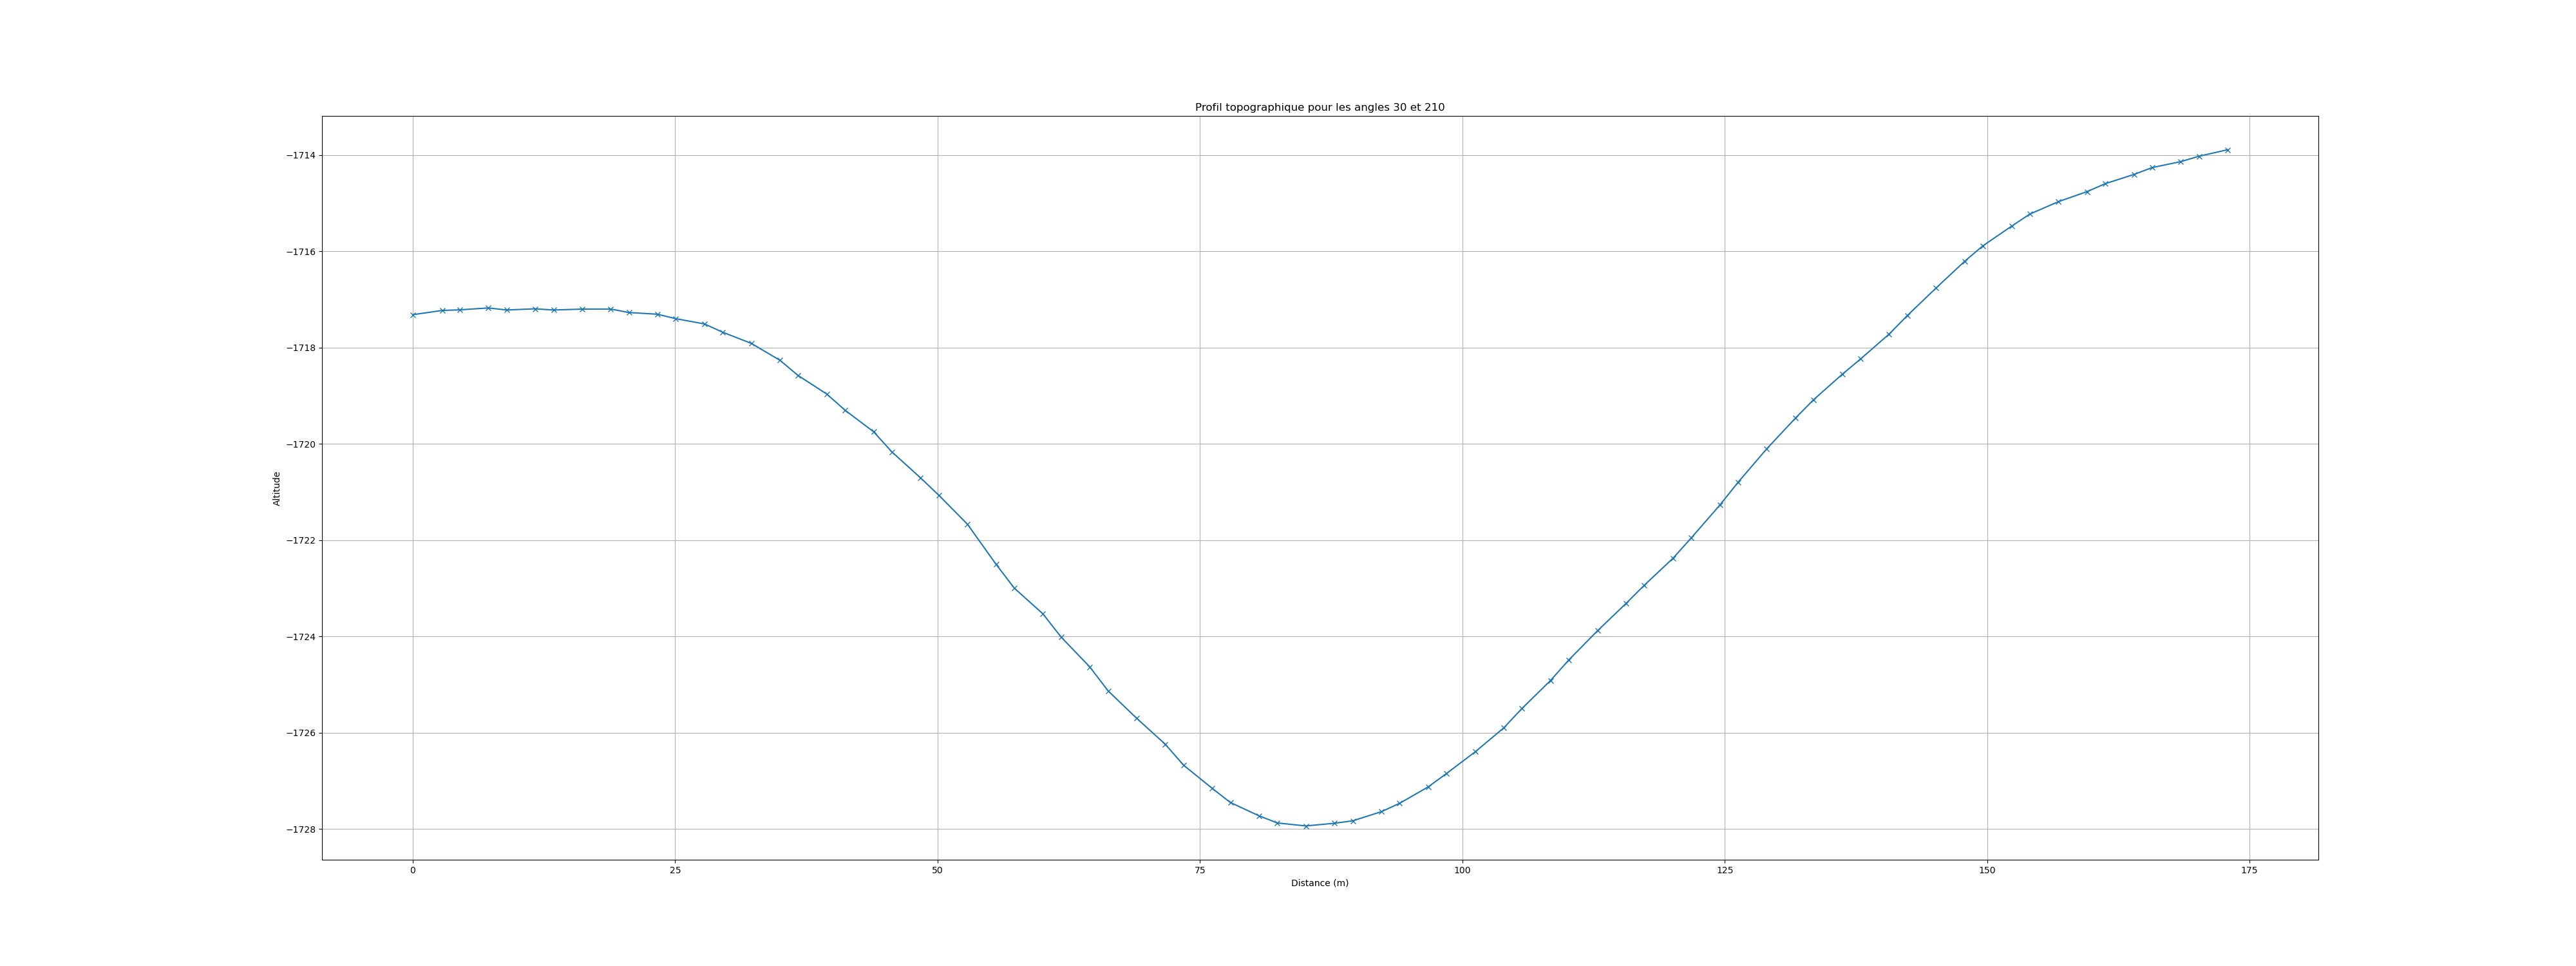 Profil topographique pour les angles 30 et 210
Altitude
−1714
−1716
−1718
−1720
−1722
−1724
−1726
−1728
0 25 50 75 100 125 150 175
Distance (m)